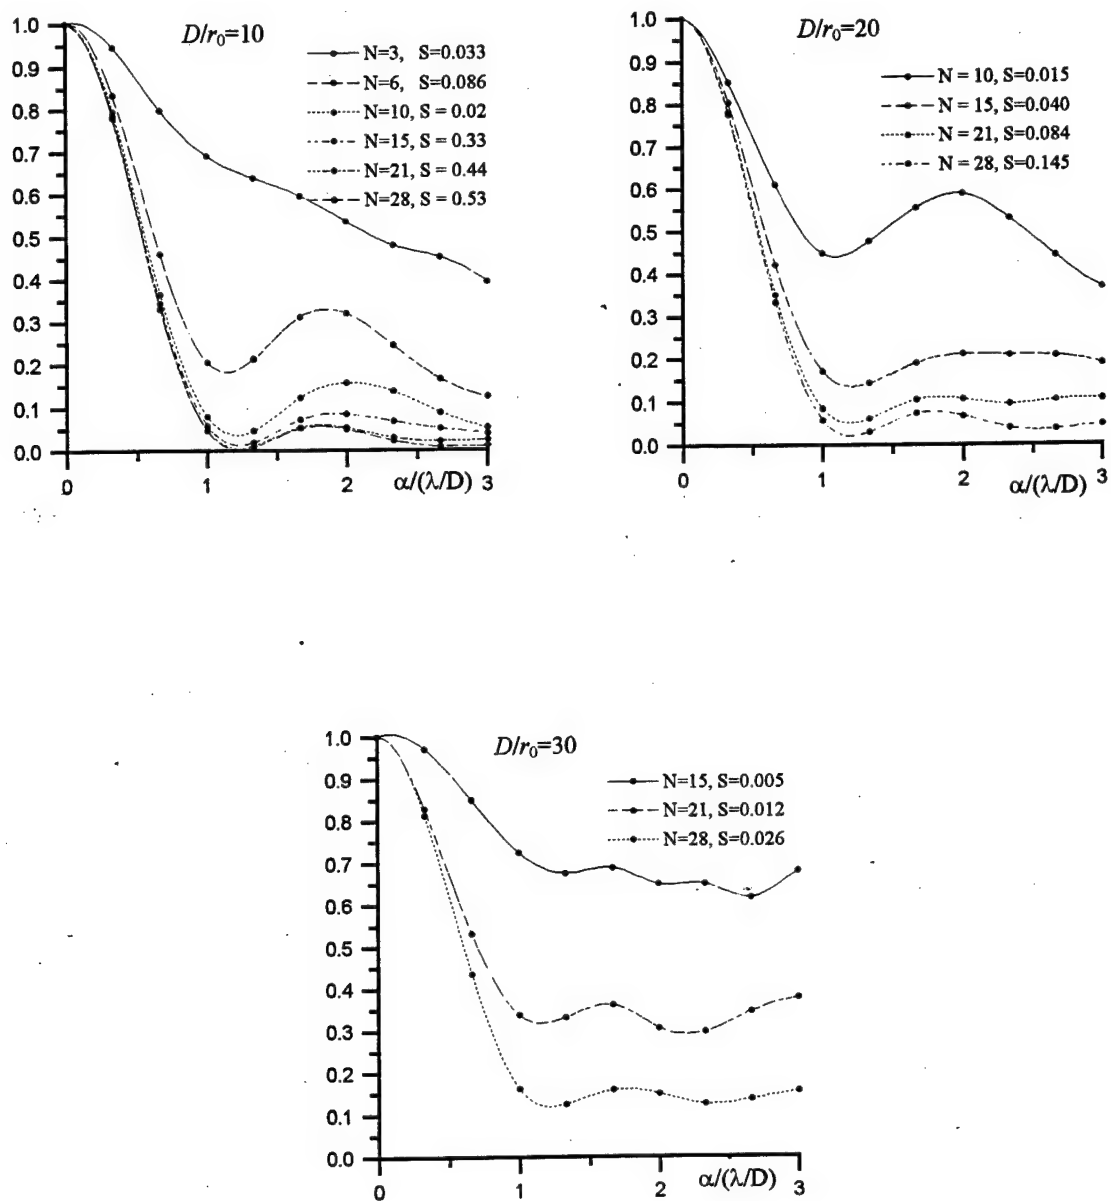 D/r₀=10
1.0
0.9
0.8
0.7
0.6
0.5
0.4
0.3
0.2
0.1
0.0
N=3, S=0.033
N=6, S=0.086
N=10, S = 0.02
N=15, S = 0.33
N=21, S = 0.44
N=28, S = 0.53
0 1 2 3
α/(λ/D)
D/r₀=20
1.0
0.9
0.8
0.7
0.6
0.5
0.4
0.3
0.2
0.1
0.0
N = 10, S=0.015
N = 15, S=0.040
N = 21, S=0.084
N = 28, S=0.145
0 1 2 3
α/(λ/D)
D/r₀=30
1.0
0.9
0.8
0.7
0.6
0.5
0.4
0.3
0.2
0.1
0.0
N=15, S=0.005
N=21, S=0.012
N=28, S=0.026
0 1 2 3
α/(λ/D)